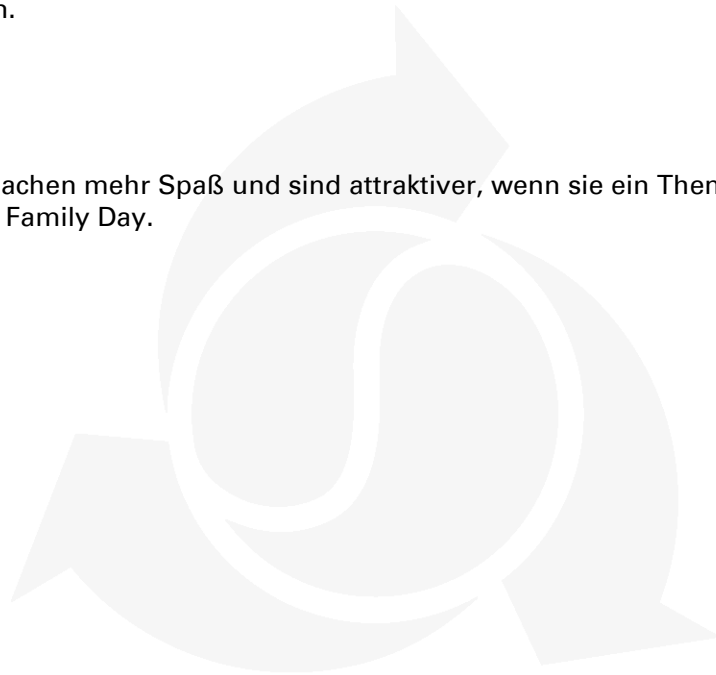 n.
achen mehr Spaß und sind attraktiver, wenn sie ein Then
Family Day.